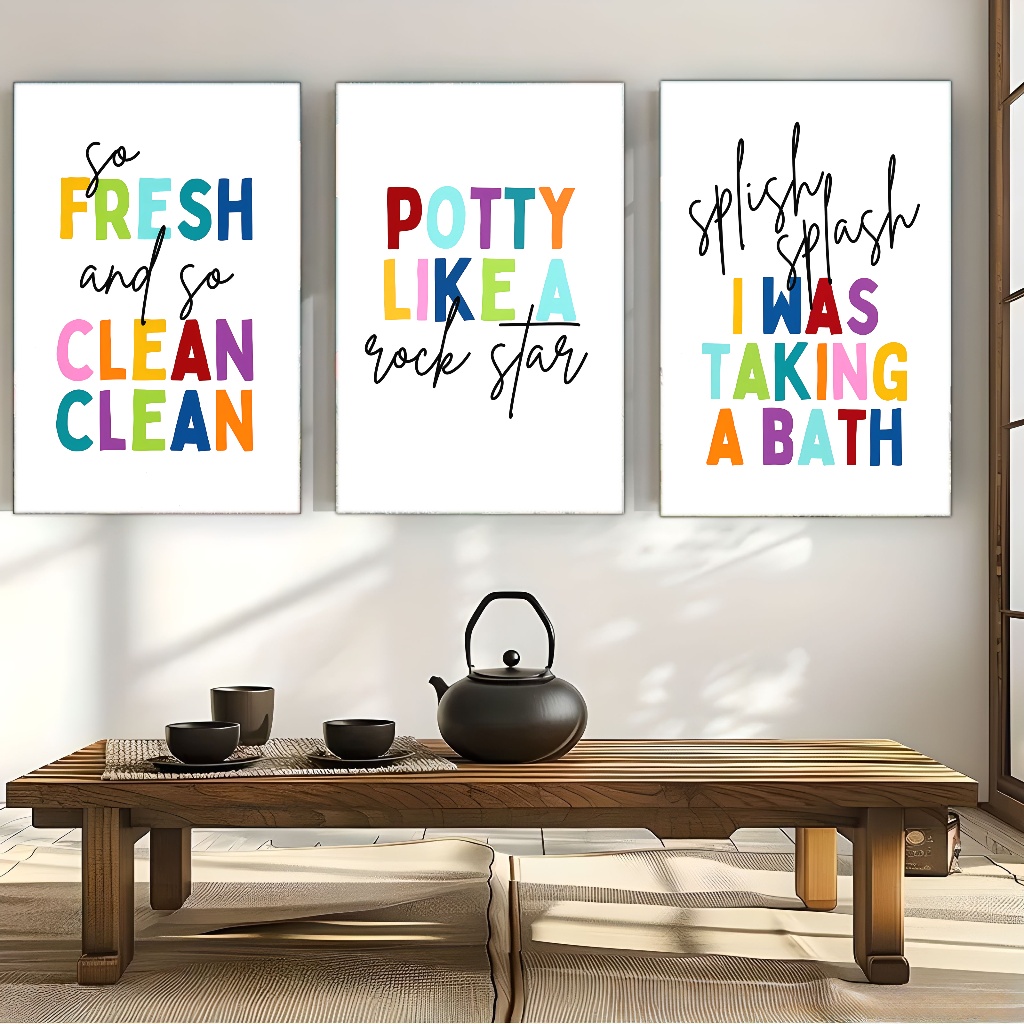 so
FRESH
and so
CLEAN
CLEAN
POTTY
LIKE A
rock star
splish
splash
I WAS
TAKING
A BATH